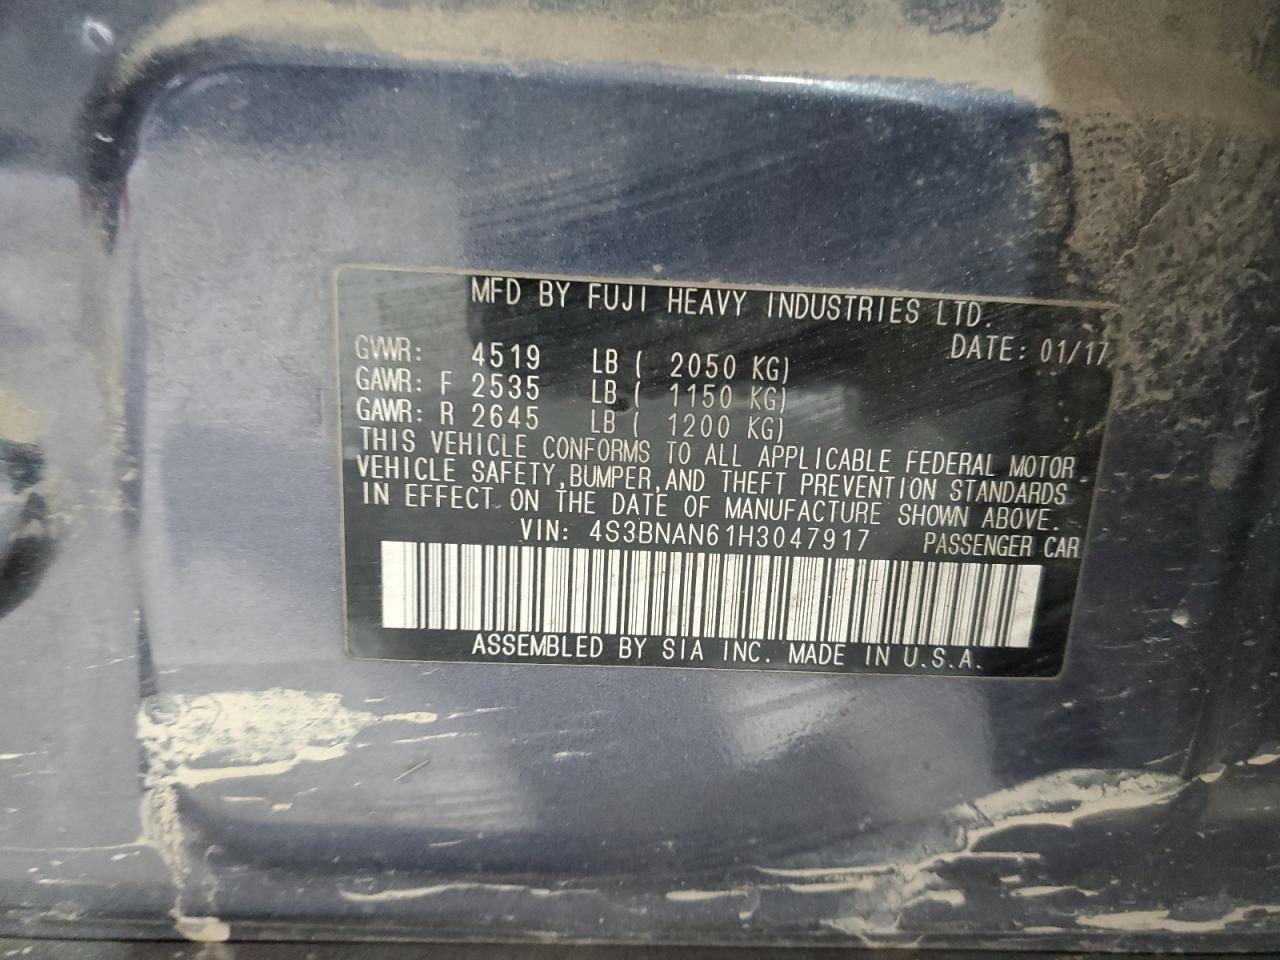 MFD BY FUJI HEAVY INDUSTRIES LTD.
DATE: 01/17
GVWR: 4519 LB ( 2050 KG)
GAWR: F 2535 LB ( 1150 KG)
GAWR: R 2645 LB ( 1200 KG)
THIS VEHICLE CONFORMS TO ALL APPLICABLE FEDERAL MOTOR
VEHICLE SAFETY,BUMPER,AND THEFT PREVENTION STANDARDS
IN EFFECT ON THE DATE OF MANUFACTURE SHOWN ABOVE.
VIN: 4S3BNAN61H3047917 PASSENGER CAR
ASSEMBLED BY SIA INC. MADE IN U.S.A.